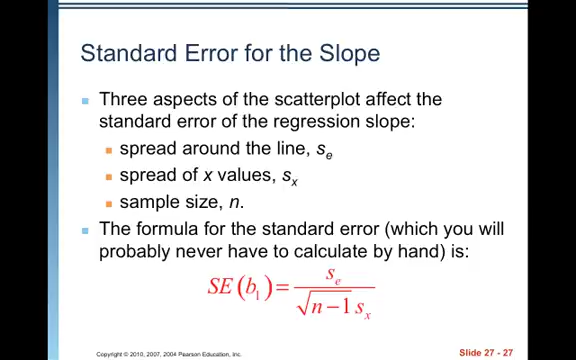 Standard Error for the Slope
Three aspects of the scatterplot affect the
standard error of the regression slope:
spread around the line, sₑ
spread of x values, sₓ
sample size, n.
The formula for the standard error (which you will
probably never have to calculate by hand) is:
SE(b₁) = sₑ / √(n−1) sₓ
Copyright © 2010, 2007, 2004 Pearson Education, Inc.
Slide 27 - 27